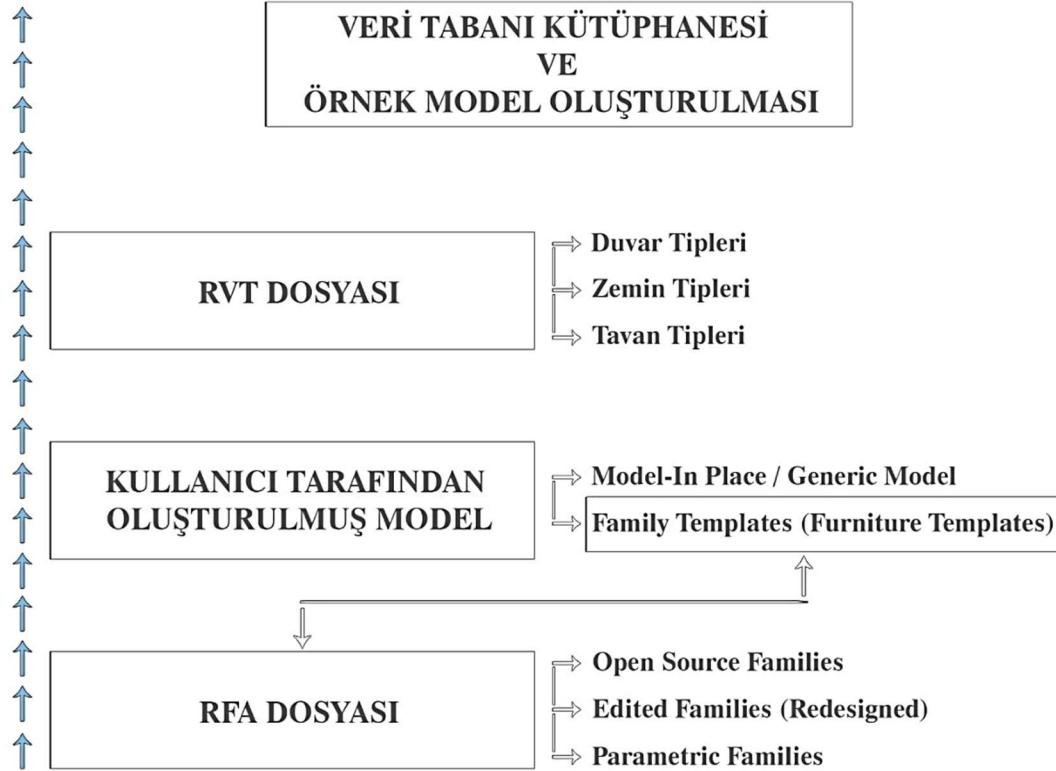 VERİ TABANI KÜTÜPHANESİ
VE
ÖRNEK MODEL OLUŞTURULMASI
RVT DOSYASI
Duvar Tipleri
Zemin Tipleri
Tavan Tipleri
KULLANICI TARAFINDAN
OLUŞTURULMUŞ MODEL
Model-In Place / Generic Model
Family Templates (Furniture Templates)
RFA DOSYASI
Open Source Families
Edited Families (Redesigned)
Parametric Families